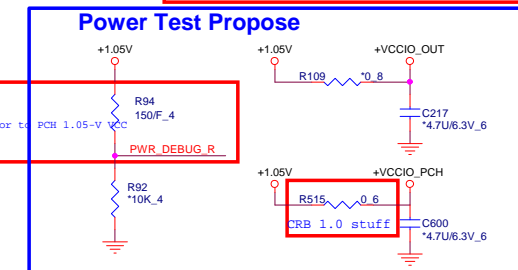 Power Test Propose
+1.05V
+1.05V
+VCCIO_OUT
R109
*0_8
R94
150/F_4
or to PCH 1.05-V VCC
C217
*4.7U/6.3V_6
PWR_DEBUG_R
+1.05V
+VCCIO_PCH
R92
*10K_4
R515
0_6
CRB 1.0 stuff
C600
*4.7U/6.3V_6